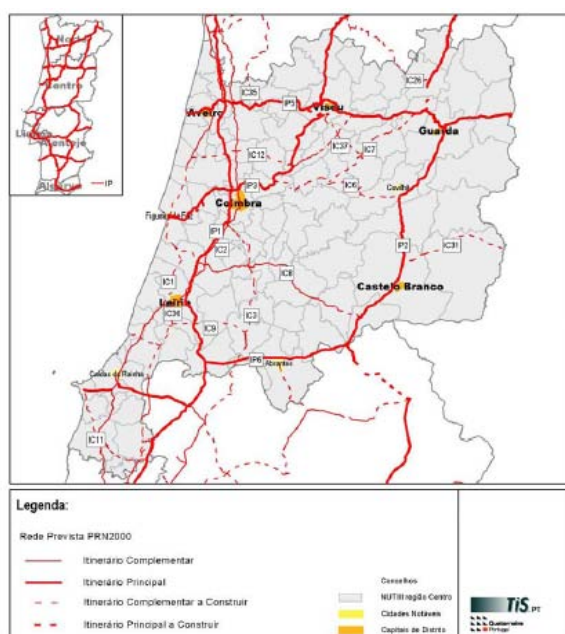 Norte
Centro
Lisboa
Alentejo
Algarve
IP
IC26
IC35
IP5
Viseu
Aveiro
Guarda
IC12
IC37
IC7
IP3
IC6
Covilhã
Coimbra
Figueira da Foz
IP1
IC2
IP2
IC31
IC8
IC1
Castelo Branco
Leiria
IC36
IC9
IC3
IP6
Abrantes
Caldas da Rainha
IC11
Legenda:
Rede Prevista PRN2000
Itinerário Complementar
Itinerário Principal
Itinerário Complementar a Construir
Itinerário Principal a Construir
Concelhos
NUTIII região Centro
Cidades Notáveis
Capitais de Distrito
TiS.PT
Quaternaire
Portugal